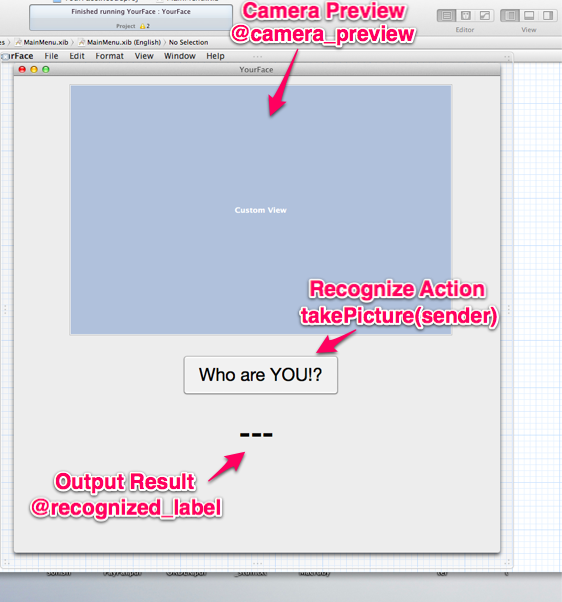 Finished running YourFace : YourFace
Project 2
Editor
View
MainMenu.xib
MainMenu.xib (English)
No Selection
Camera Preview
@camera_preview
urFace File Edit Format View Window Help
YourFace
Custom View
Recognize Action
takePicture(sender)
Who are YOU!?
---
Output Result
@recognized_label